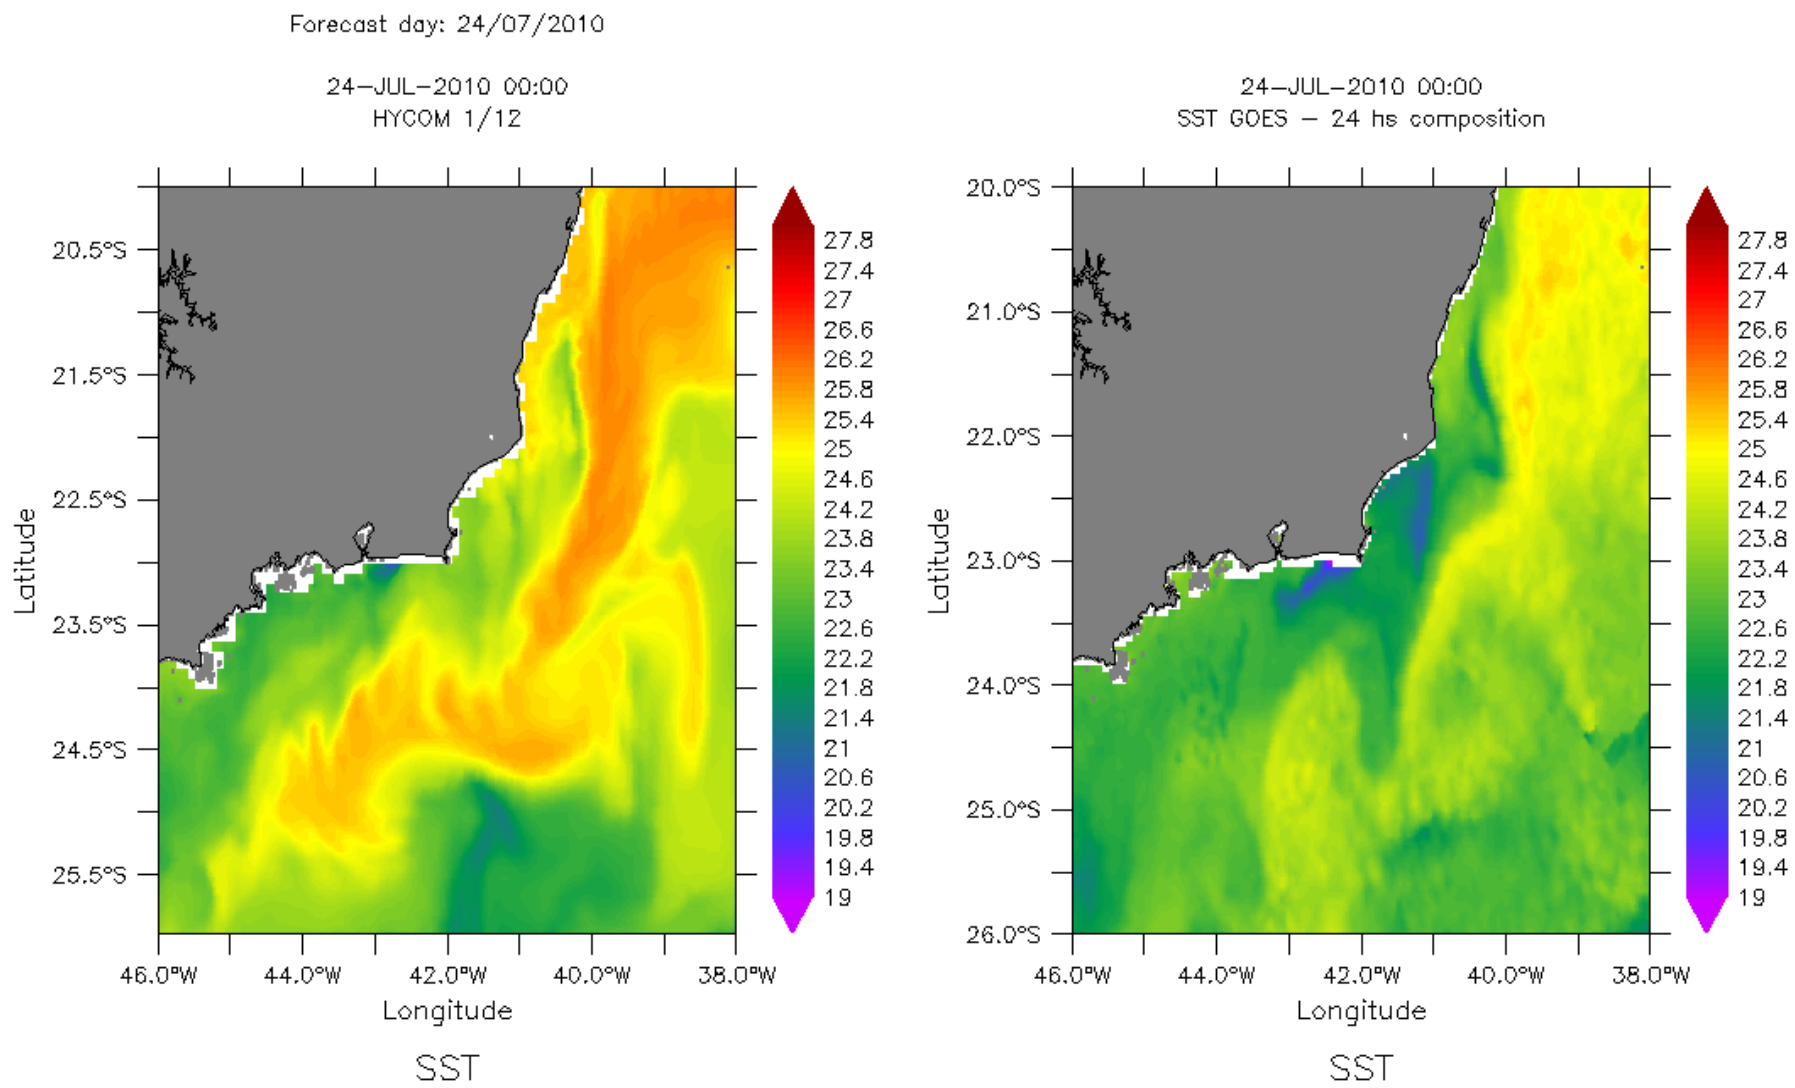 Forecast day: 24/07/2010
24-JUL-2010 00:00
HYCOM 1/12
20.5°S
21.5°S
22.5°S
23.5°S
24.5°S
25.5°S
Latitude
46.0°W
44.0°W
42.0°W
40.0°W
38.0°W
Longitude
SST
27.8
27.4
27
26.6
26.2
25.8
25.4
25
24.6
24.2
23.8
23.4
23
22.6
22.2
21.8
21.4
21
20.6
20.2
19.8
19.4
19
24-JUL-2010 00:00
SST GOES - 24 hs composition
20.0°S
21.0°S
22.0°S
23.0°S
24.0°S
25.0°S
26.0°S
Latitude
46.0°W
44.0°W
42.0°W
40.0°W
38.0°W
Longitude
SST
27.8
27.4
27
26.6
26.2
25.8
25.4
25
24.6
24.2
23.8
23.4
23
22.6
22.2
21.8
21.4
21
20.6
20.2
19.8
19.4
19